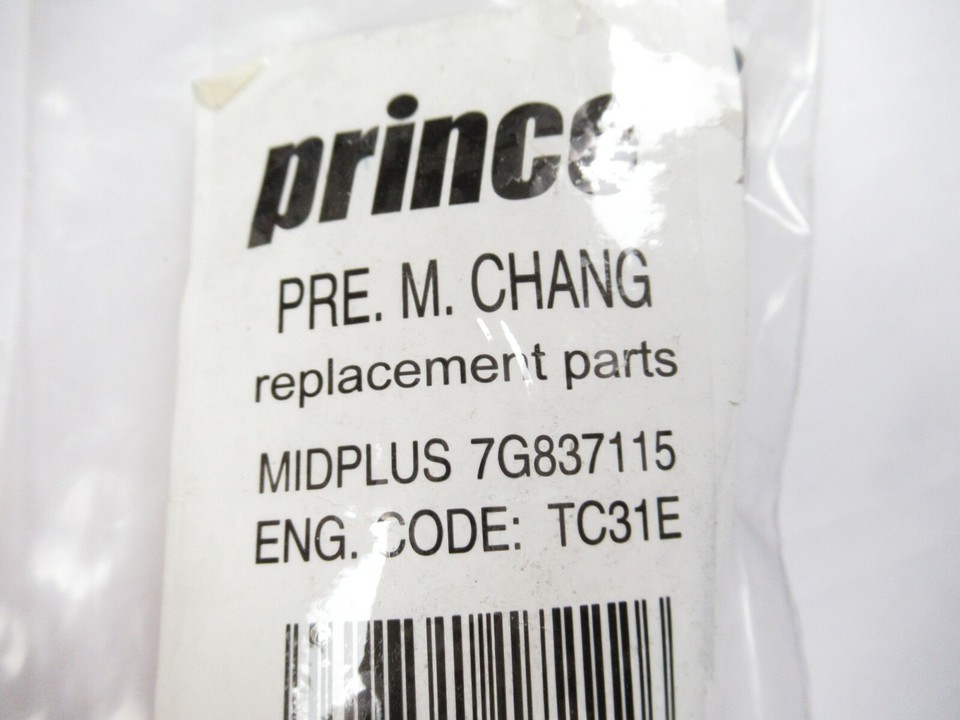 prince
PRE. M. CHANG
replacement parts
MIDPLUS 7G837115
ENG. CODE: TC31E